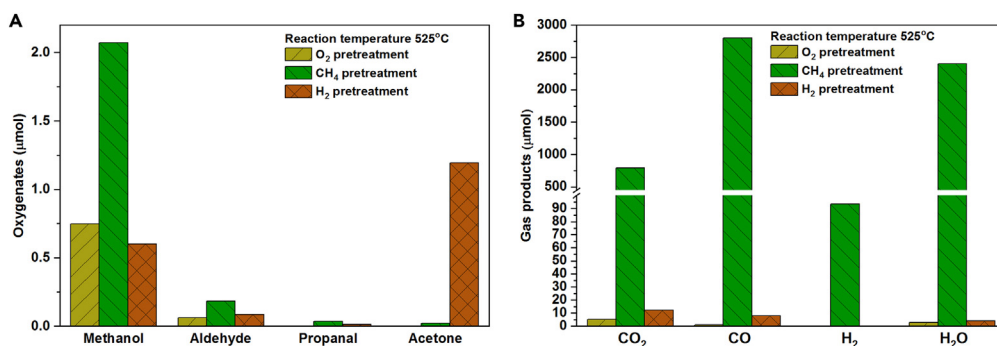 A
Reaction temperature 525°C
O₂ pretreatment
CH₄ pretreatment
H₂ pretreatment
Oxygenates (μmol)
2.0
1.5
1.0
0.5
0.0
Methanol Aldehyde Propanal Acetone
B
Reaction temperature 525°C
O₂ pretreatment
CH₄ pretreatment
H₂ pretreatment
Gas products (μmol)
3000
2500
2000
1500
1000
500
90
80
70
60
50
40
30
20
10
0
CO₂ CO H₂ H₂O